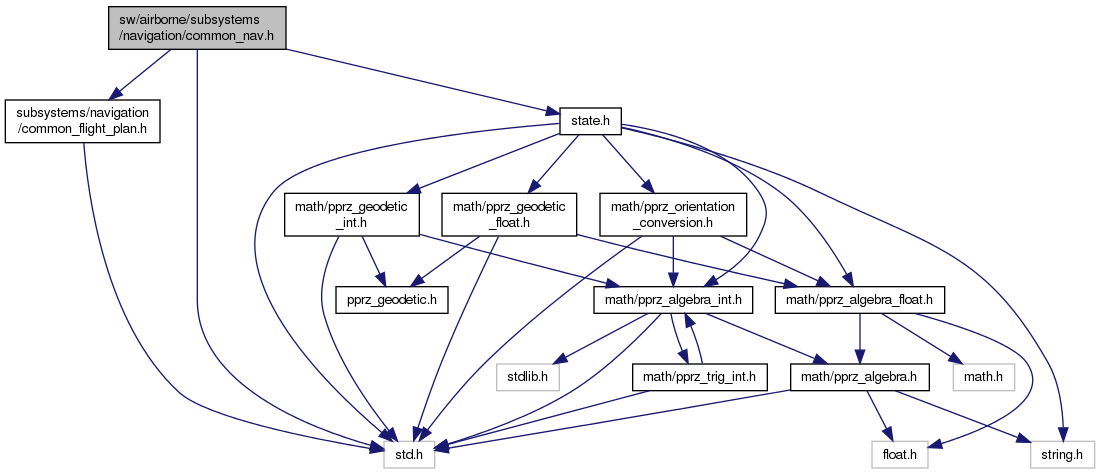 sw/airborne/subsystems
/navigation/common_nav.h
subsystems/navigation
/common_flight_plan.h
state.h
math/pprz_geodetic
_int.h
math/pprz_geodetic
_float.h
math/pprz_orientation
_conversion.h
pprz_geodetic.h
math/pprz_algebra_int.h
math/pprz_algebra_float.h
stdlib.h
math/pprz_trig_int.h
math/pprz_algebra.h
math.h
std.h
float.h
string.h